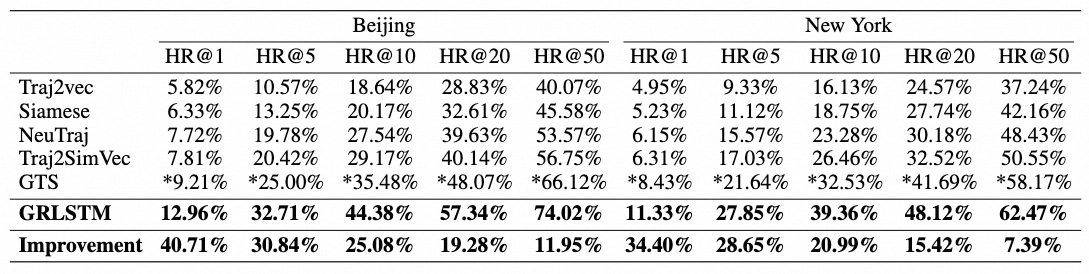 Beijing New York
HR@1 HR@5 HR@10 HR@20 HR@50 HR@1 HR@5 HR@10 HR@20 HR@50
Traj2vec 5.82% 10.57% 18.64% 28.83% 40.07% 4.95% 9.33% 16.13% 24.57% 37.24%
Siamese 6.33% 13.25% 20.17% 32.61% 45.58% 5.23% 11.12% 18.75% 27.74% 42.16%
NeuTraj 7.72% 19.78% 27.54% 39.63% 53.57% 6.15% 15.57% 23.28% 30.18% 48.43%
Traj2SimVec 7.81% 20.42% 29.17% 40.14% 56.75% 6.31% 17.03% 26.46% 32.52% 50.55%
GTS *9.21% *25.00% *35.48% *48.07% *66.12% *8.43% *21.64% *32.53% *41.69% *58.17%
GRLSTM 12.96% 32.71% 44.38% 57.34% 74.02% 11.33% 27.85% 39.36% 48.12% 62.47%
Improvement 40.71% 30.84% 25.08% 19.28% 11.95% 34.40% 28.65% 20.99% 15.42% 7.39%